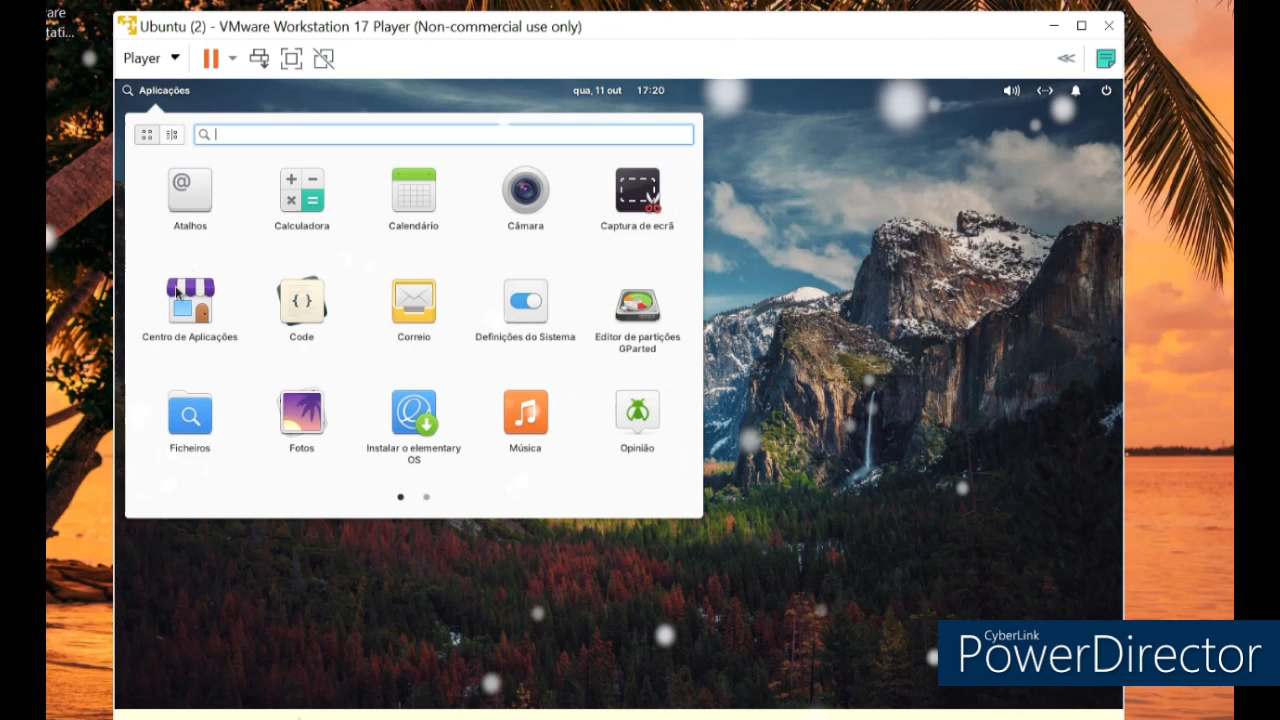 are
tati...
Ubuntu (2) - VMware Workstation 17 Player (Non-commercial use only)
Player
Aplicações
qua, 11 out 17:20
@
Atalhos
Calculadora
Calendário
Câmara
Captura de ecrã
Centro de Aplicações
{ }
Code
Correio
Definições do Sistema
Editor de partições
GParted
Ficheiros
Fotos
Instalar o elementary
OS
Música
Opinião
CyberLink
PowerDirector